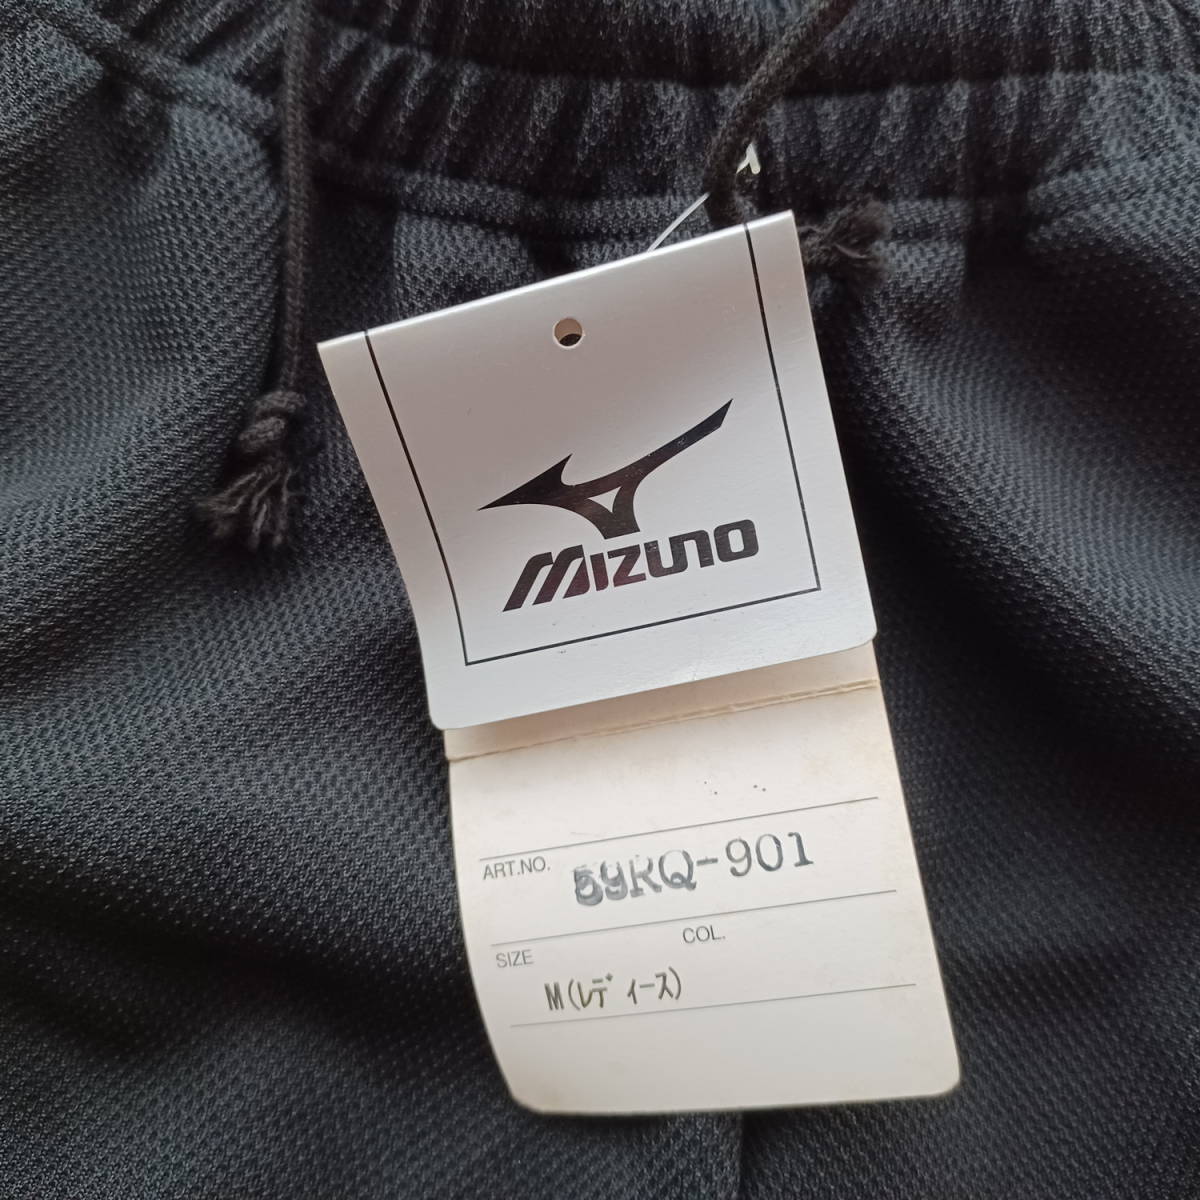 MIZUNO
ART.NO. 59RQ-901
SIZE COL.
M(レディース)